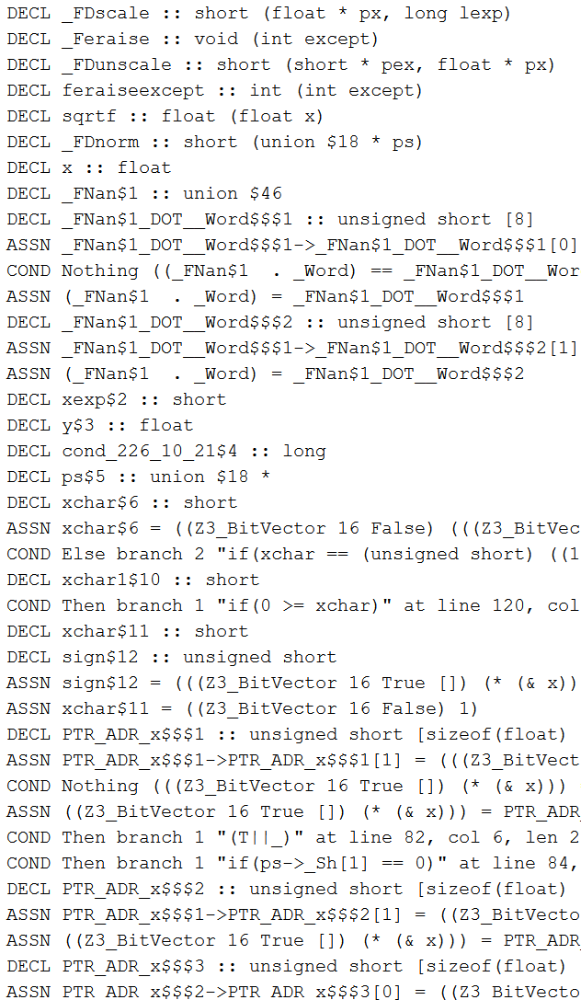 DECL _FDscale :: short (float * px, long lexp)
DECL _Feraise :: void (int except)
DECL _FDunscale :: short (short * pex, float * px)
DECL feraiseexcept :: int (int except)
DECL sqrtf :: float (float x)
DECL _FDnorm :: short (union $18 * ps)
DECL x :: float
DECL _FNan$1 :: union $46
DECL _FNan$1_DOT__Word$$$1 :: unsigned short [8]
ASSN _FNan$1_DOT__Word$$$1->_FNan$1_DOT__Word$$$1[0]
COND Nothing ((_FNan$1  . _Word) == _FNan$1_DOT__Wor
ASSN (_FNan$1  . _Word) = _FNan$1_DOT__Word$$$1
DECL _FNan$1_DOT__Word$$$2 :: unsigned short [8]
ASSN _FNan$1_DOT__Word$$$1->_FNan$1_DOT__Word$$$2[1]
ASSN (_FNan$1  . _Word) = _FNan$1_DOT__Word$$$2
DECL xexp$2 :: short
DECL y$3 :: float
DECL cond_226_10_21$4 :: long
DECL ps$5 :: union $18 *
DECL xchar$6 :: short
ASSN xchar$6 = ((Z3_BitVector 16 False) (((Z3_BitVec
COND Else branch 2 "if(xchar == (unsigned short) ((1
DECL xchar1$10 :: short
COND Then branch 1 "if(0 >= xchar)" at line 120, col
DECL xchar$11 :: short
DECL sign$12 :: unsigned short
ASSN sign$12 = (((Z3_BitVector 16 True []) (* (& x))
ASSN xchar$11 = ((Z3_BitVector 16 False) 1)
DECL PTR_ADR_x$$$1 :: unsigned short [sizeof(float)
ASSN PTR_ADR_x$$$1->PTR_ADR_x$$$1[1] = (((Z3_BitVect
COND Nothing (((Z3_BitVector 16 True []) (* (& x)))
ASSN ((Z3_BitVector 16 True []) (* (& x))) = PTR_ADR_
COND Then branch 1 "(T||_)" at line 82, col 6, len 2
COND Then branch 1 "if(ps->_Sh[1] == 0)" at line 84,
DECL PTR_ADR_x$$$2 :: unsigned short [sizeof(float)
ASSN PTR_ADR_x$$$1->PTR_ADR_x$$$2[1] = ((Z3_BitVecto
ASSN ((Z3_BitVector 16 True []) (* (& x))) = PTR_ADR_
DECL PTR_ADR_x$$$3 :: unsigned short [sizeof(float)
ASSN PTR_ADR_x$$$2->PTR_ADR_x$$$3[0] = ((Z3_BitVecto